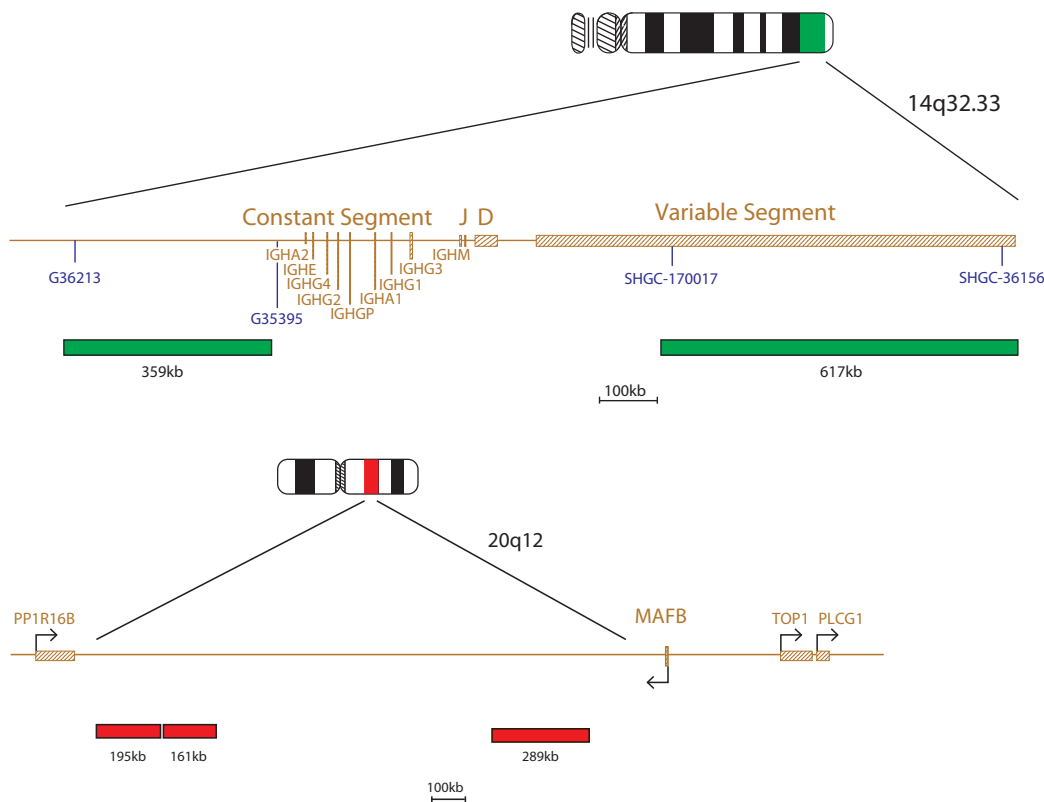 14q32.33
Constant Segment J D Variable Segment
G36213
G35395
IGHA2
IGHE
IGHG4
IGHG2
IGHGP
IGHA1
IGHG1
IGHG3
IGHM
SHGC-170017
SHGC-36156
359kb
617kb
100kb
20q12
PP1R16B
MAFB
TOP1
PLCG1
195kb
161kb
289kb
100kb